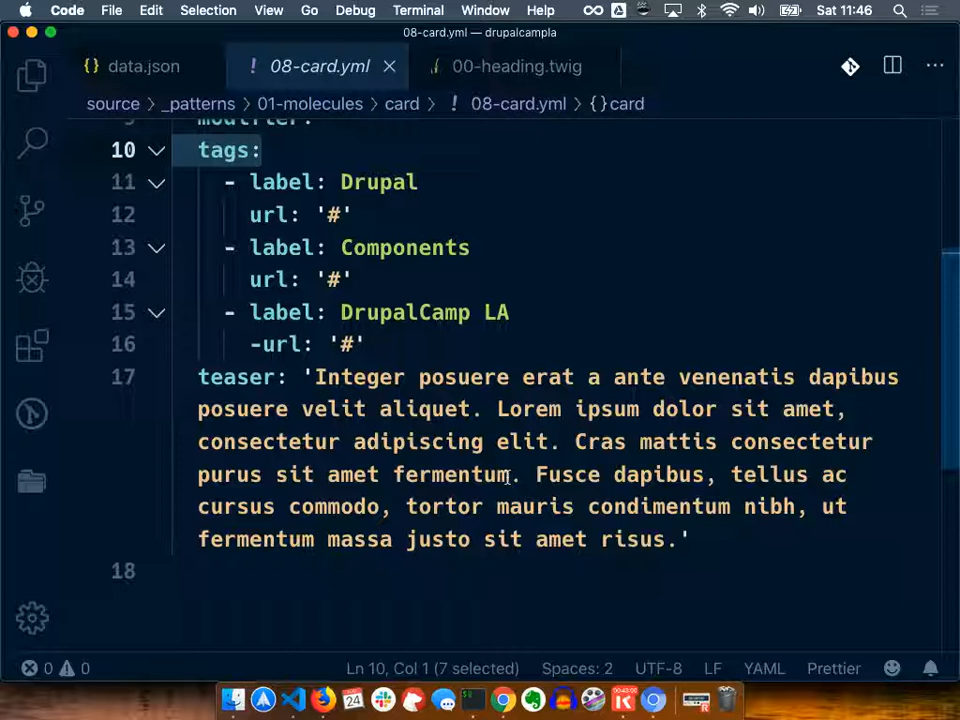 Code File Edit Selection View Go Debug Terminal Window Help Sat 11:46
08-card.yml — drupalcampla
{} data.json ! 08-card.yml 00-heading.twig
source > _patterns > 01-molecules > card > ! 08-card.yml > {} card
modifier:
10 tags:
11 - label: Drupal
12 url: '#'
13 - label: Components
14 url: '#'
15 - label: DrupalCamp LA
16 -url: '#'
17 teaser: 'Integer posuere erat a ante venenatis dapibus
posuere velit aliquet. Lorem ipsum dolor sit amet,
consectetur adipiscing elit. Cras mattis consectetur
purus sit amet fermentum. Fusce dapibus, tellus ac
cursus commodo, tortor mauris condimentum nibh, ut
fermentum massa justo sit amet risus.'
18
0 0 Ln 10, Col 1 (7 selected) Spaces: 2 UTF-8 LF YAML Prettier
24